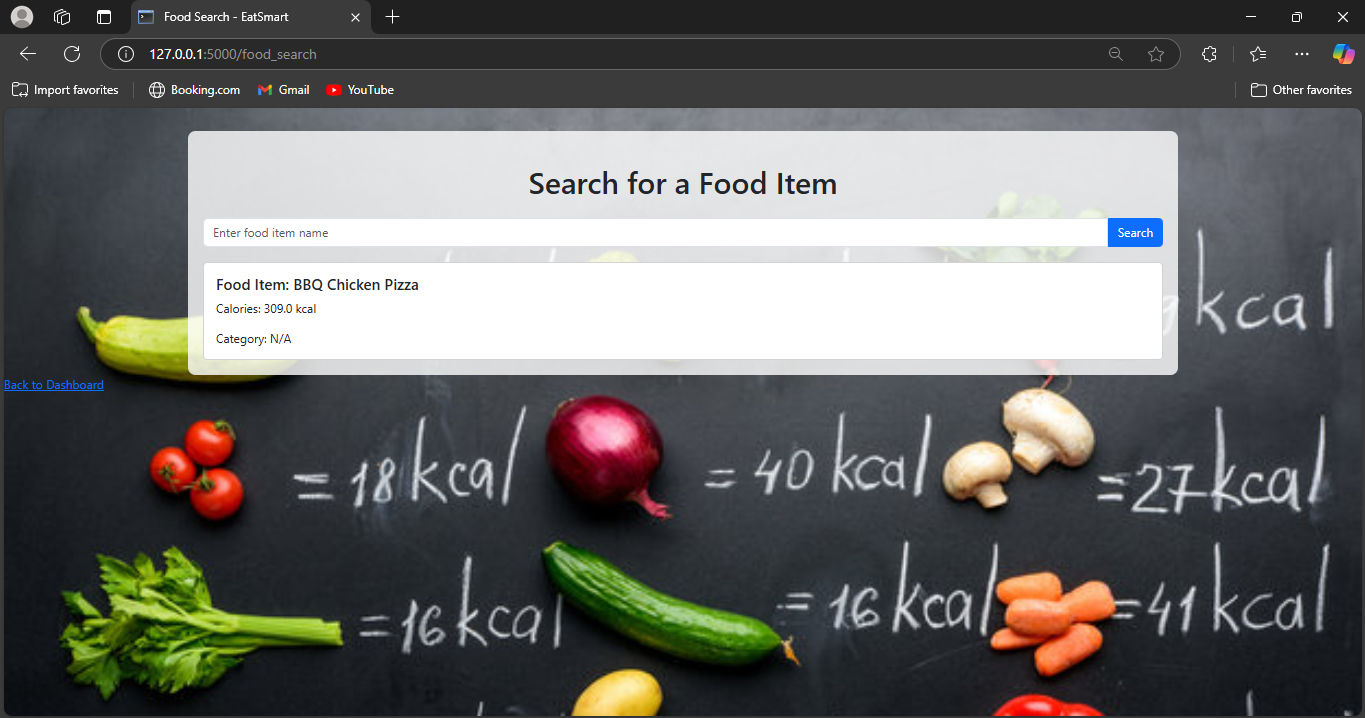 Food Search - EatSmart
127.0.0.1:5000/food_search
Import favorites
Booking.com
Gmail
YouTube
Other favorites
Search for a Food Item
Enter food item name
Search
Food Item: BBQ Chicken Pizza
Calories: 309.0 kcal
Category: N/A
kcal
Back to Dashboard
= 18 kcal
= 40 kcal
= 27 kcal
= 16 kcal
= 16 kcal
= 41 kcal